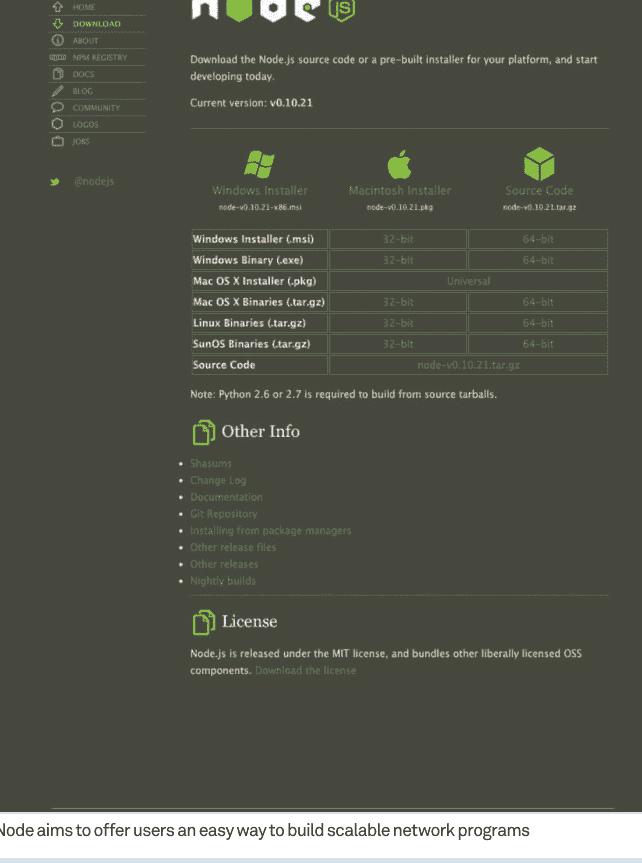 HOME
DOWNLOAD
ABOUT
NPM REGISTRY
DOCS
BLOG
COMMUNITY
LOGOS
JOBS
@nodejs
node
JS
Download the Node.js source code or a pre-built installer for your platform, and start
developing today.
Current version: v0.10.21
Windows Installer Macintosh Installer Source Code
node-v0.10.21-x86.msi node-v0.10.21.pkg node-v0.10.21.tar.gz
Windows Installer (.msi) 32-bit 64-bit
Windows Binary (.exe) 32-bit 64-bit
Mac OS X Installer (.pkg) Universal
Mac OS X Binaries (.tar.gz) 32-bit 64-bit
Linux Binaries (.tar.gz) 32-bit 64-bit
SunOS Binaries (.tar.gz) 32-bit 64-bit
Source Code node-v0.10.21.tar.gz
Note: Python 2.6 or 2.7 is required to build from source tarballs.
Other Info
Shasums
Change Log
Documentation
Git Repository
Installing from package managers
Other release files
Other releases
Nightly builds
License
Node.js is released under the MIT license, and bundles other liberally licensed OSS
components. Download the license
Node aims to offer users an easy way to build scalable network programs